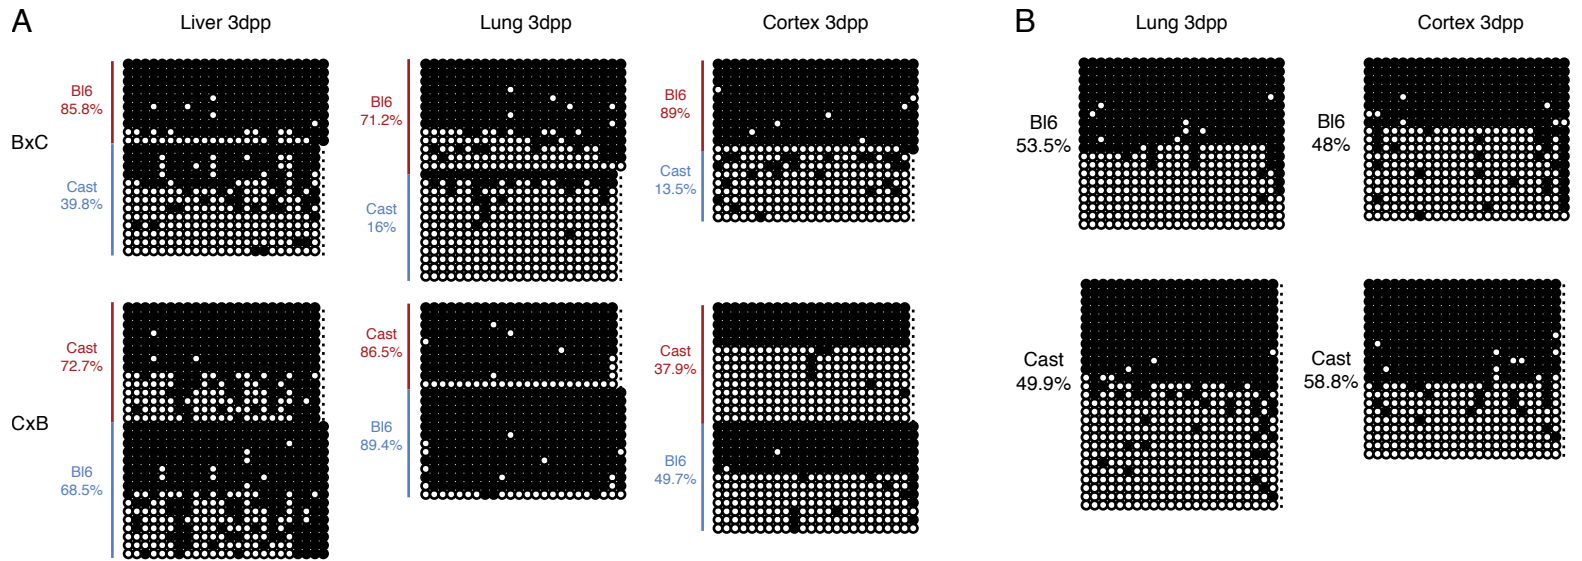 A
Liver 3dpp
Lung 3dpp
Cortex 3dpp
BxC
Bl6
85.8%
Cast
39.8%
Bl6
71.2%
Cast
16%
Bl6
89%
Cast
13.5%
CxB
Cast
72.7%
Bl6
68.5%
Cast
86.5%
Bl6
89.4%
Cast
37.9%
Bl6
49.7%
B
Lung 3dpp
Cortex 3dpp
Bl6
53.5%
Bl6
48%
Cast
49.9%
Cast
58.8%